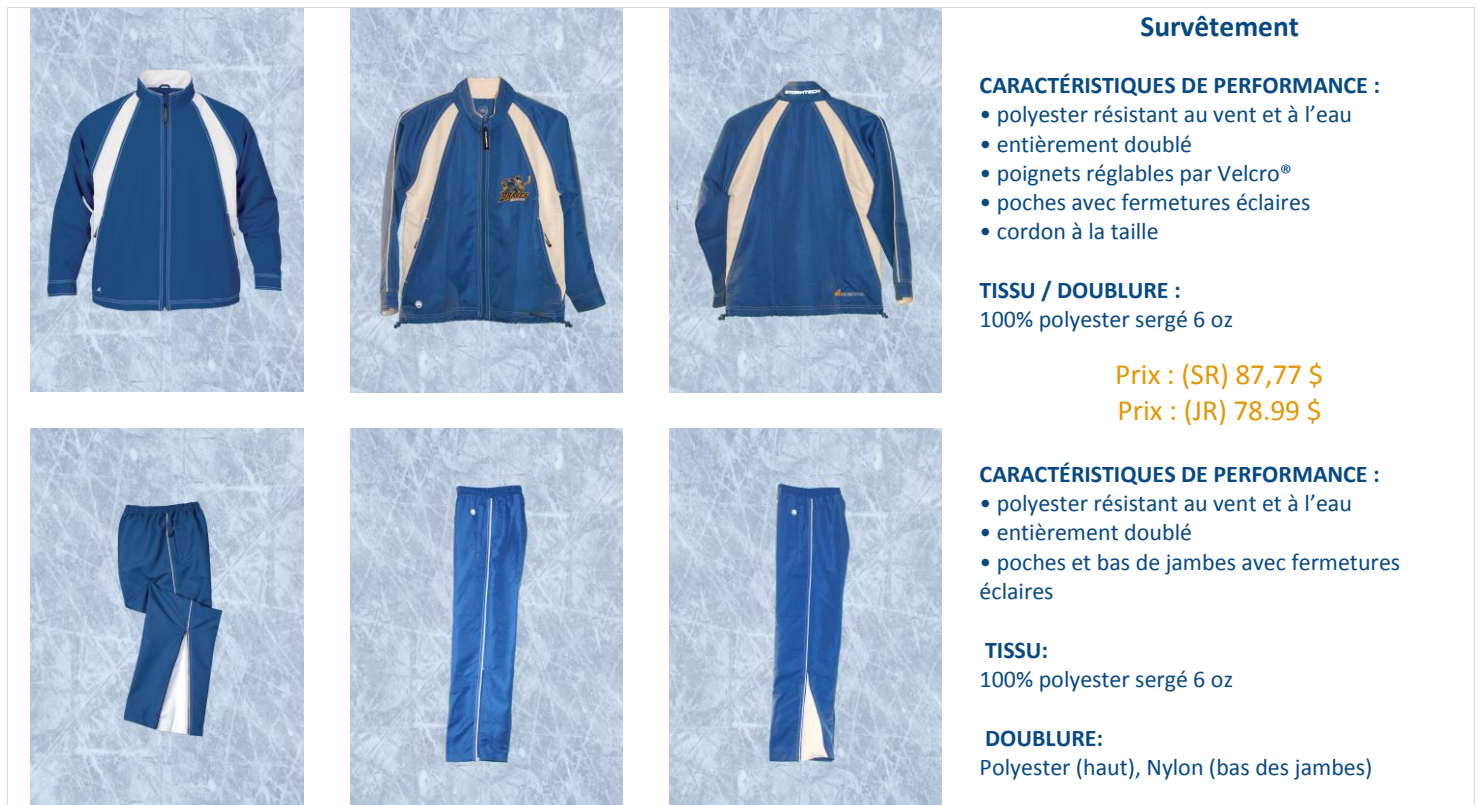 Survêtement
CARACTÉRISTIQUES DE PERFORMANCE :
• polyester résistant au vent et à l’eau
• entièrement doublé
• poignets réglables par Velcro®
• poches avec fermetures éclaires
• cordon à la taille
TISSU / DOUBLURE :
100% polyester sergé 6 oz
Prix : (SR) 87,77 $
Prix : (JR) 78.99 $
CARACTÉRISTIQUES DE PERFORMANCE :
• polyester résistant au vent et à l’eau
• entièrement doublé
• poches et bas de jambes avec fermetures
éclaires
TISSU:
100% polyester sergé 6 oz
DOUBLURE:
Polyester (haut), Nylon (bas des jambes)
STORMTECH
BRAVES